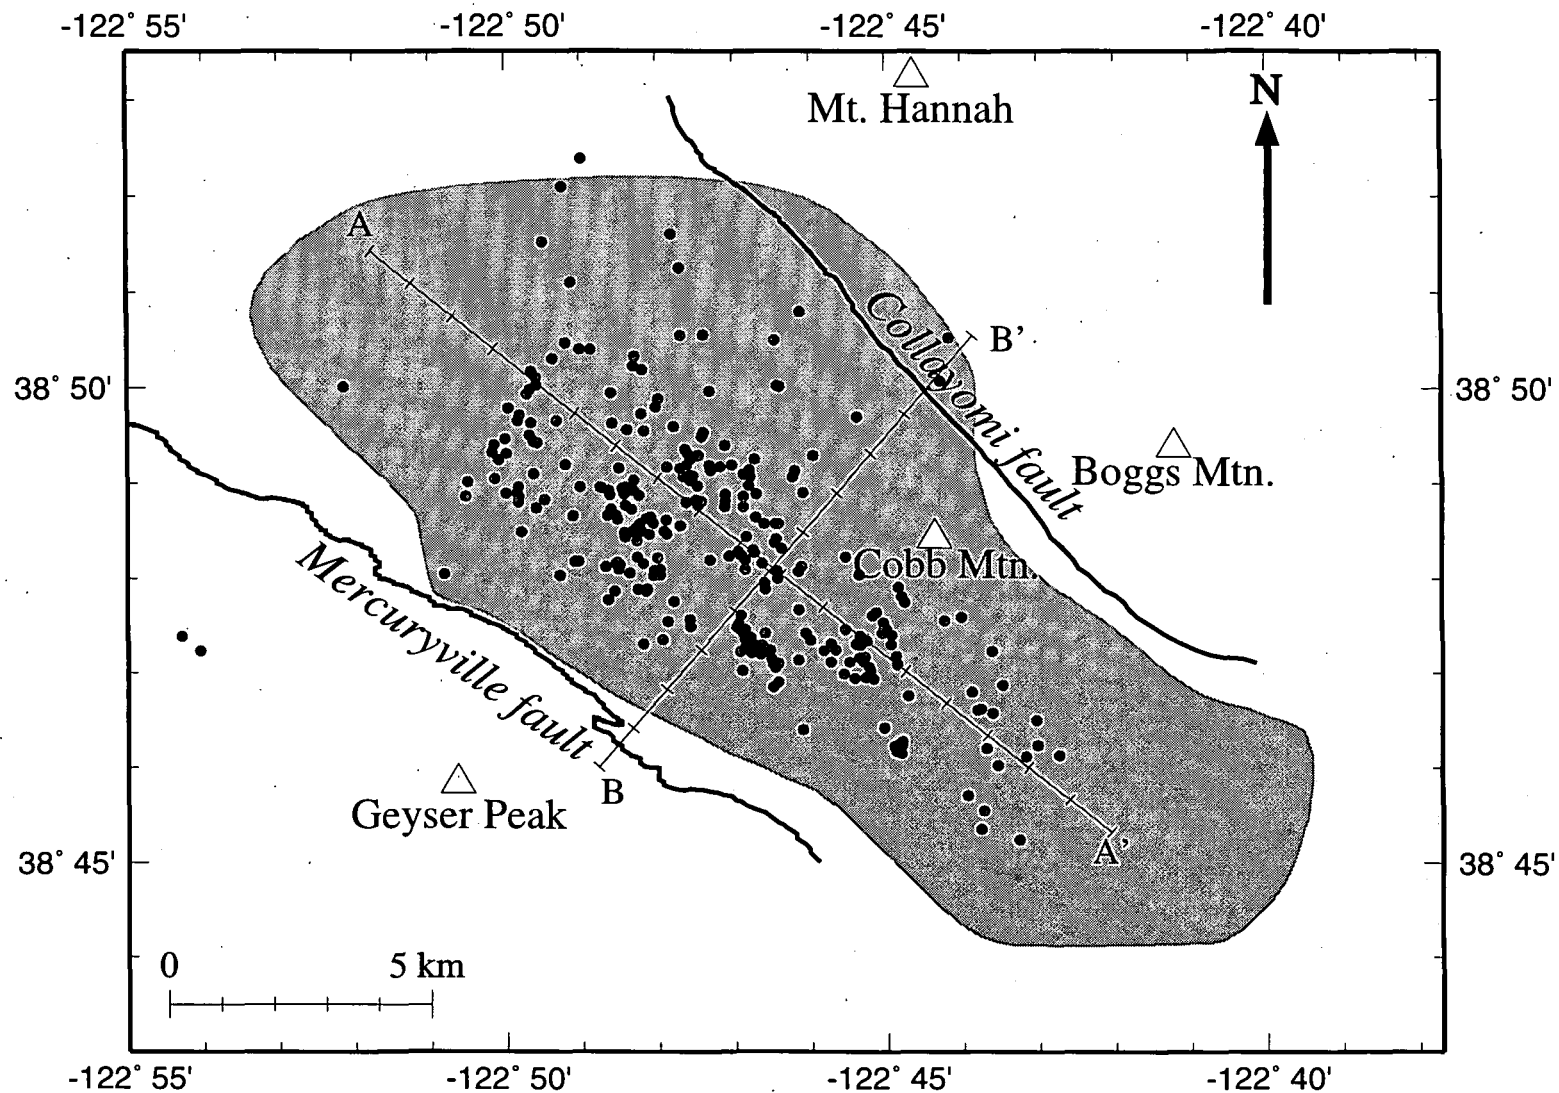 -122° 55' -122° 50' -122° 45' -122° 40'
Mt. Hannah
N
A
Collayomi fault
B'
38° 50' 38° 50'
Boggs Mtn.
Cobb Mtn.
Mercuryville fault
B
Geyser Peak
A'
38° 45' 38° 45'
0 5 km
-122° 55' -122° 50' -122° 45' -122° 40'